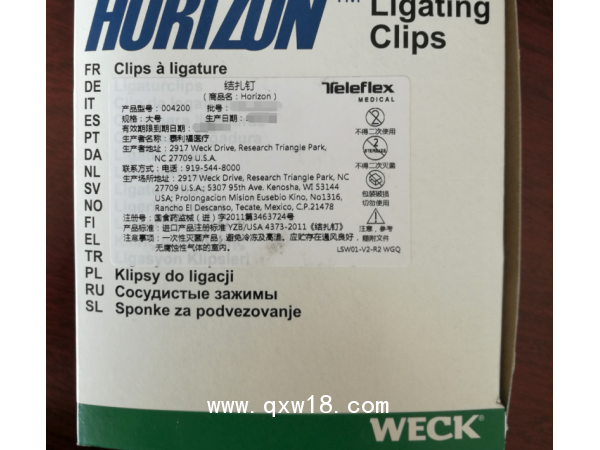 HORIZON™
Ligating
Clips
FR Clips à ligature
DE
IT
ES
PT
DA
NL
SV
NO
FI
EL
TR Ligasyon Klipsleri
PL Klipsy do ligacji
RU Сосудистые зажимы
SL Sponke za podvezovanje
结扎钉
(商品名:Horizon)
产品型号:004200 批号:
规格:大号 生产日期:
有效期限到期日期:
生产者:泰利福医疗
生产者地址:2917 Weck Drive, Research Triangle Park,
NC 27709 U.S.A.
联系方式:电话:919-544-8000
生产场所地址:2917 Weck Drive, Research Triangle Park, NC
27709 U.S.A.; 5307 95th Ave. Kenosha, WI 53144
USA; Prolongacion Mision Eusebio Kino, No1316,
Rancho El Descanso, Tecate, Mexico, C.P.21478
注册号:国食药监械(进)字2011第3463724号
产品标准:进口产品注册标准YZB/USA 4373-2011《结扎钉》
注意事项:一次性灭菌产品,避免冷冻及高温。应贮存在通风良好,
无腐蚀性气体的室内。
Teleflex
MEDICAL
2
不得二次使用
2
STERILIZE
不得二次灭菌
包装破损
切勿使用
注意,参考
随附文件
LSW01-V2-R2 WGQ
www.qxw18.com
WECK®